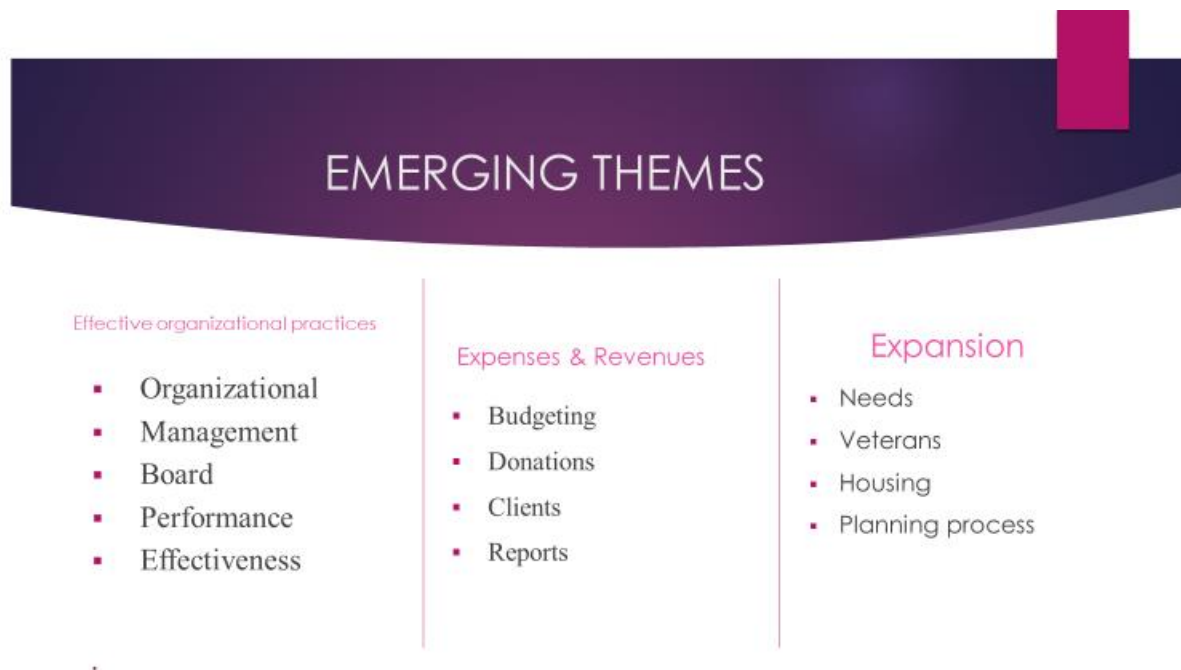 EMERGING THEMES
Effective organizational practices
Organizational
Management
Board
Performance
Effectiveness
Expenses & Revenues
Budgeting
Donations
Clients
Reports
Expansion
Needs
Veterans
Housing
Planning process